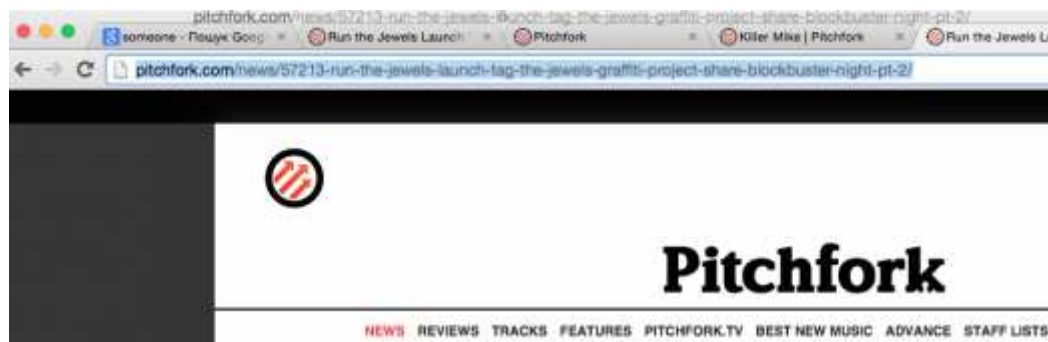 pitchfork.com/news/57213-run-the-jewels-launch-tag-the-jewels-graffiti-project-share-blockbuster-night-pt-2/
someone - Пошук Goog
Run the Jewels Launch
Pitchfork
Killer Mike | Pitchfork
Run the Jewels L
pitchfork.com/news/57213-run-the-jewels-launch-tag-the-jewels-graffiti-project-share-blockbuster-night-pt-2/
Pitchfork
NEWS REVIEWS TRACKS FEATURES PITCHFORK.TV BEST NEW MUSIC ADVANCE STAFF LISTS